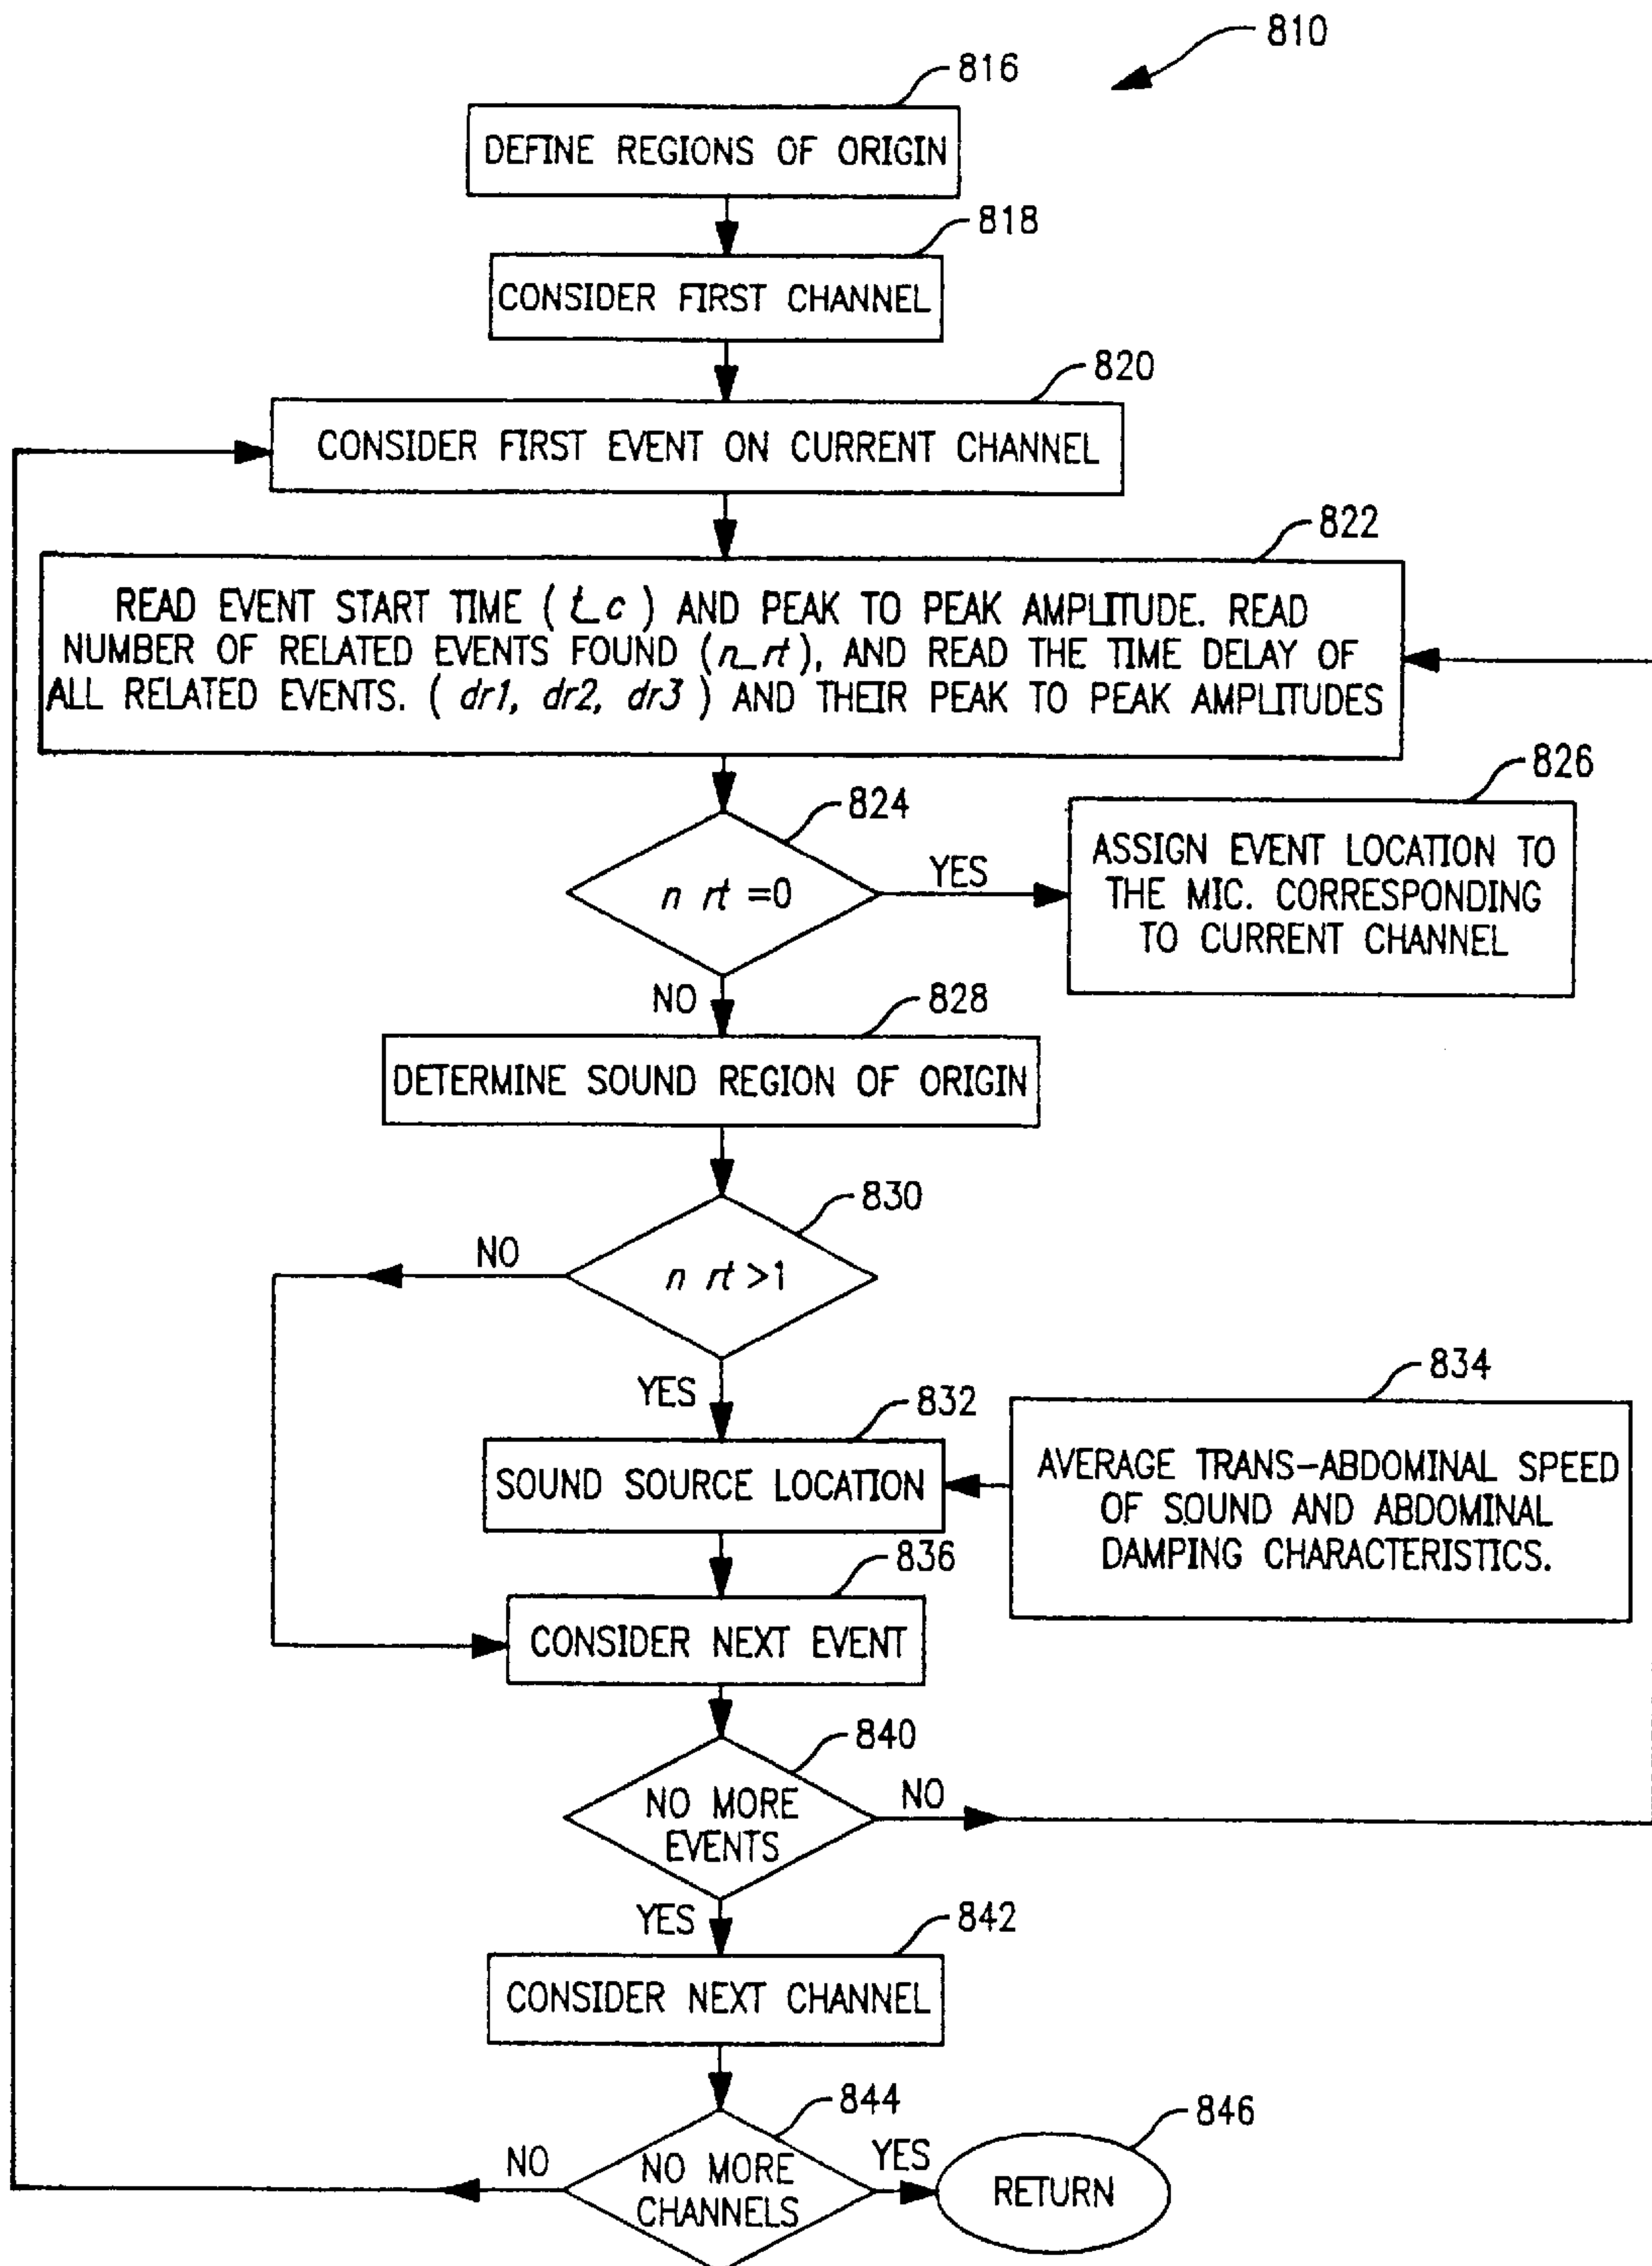 810
816
DEFINE REGIONS OF ORIGIN
818
CONSIDER FIRST CHANNEL
820
CONSIDER FIRST EVENT ON CURRENT CHANNEL
822
READ EVENT START TIME (t_c) AND PEAK TO PEAK AMPLITUDE. READ
NUMBER OF RELATED EVENTS FOUND (n_rt), AND READ THE TIME DELAY OF
ALL RELATED EVENTS. (dr1, dr2, dr3) AND THEIR PEAK TO PEAK AMPLITUDES
824
n rt =0
YES
826
ASSIGN EVENT LOCATION TO
THE MIC. CORRESPONDING
TO CURRENT CHANNEL
NO
828
DETERMINE SOUND REGION OF ORIGIN
830
n rt >1
NO
YES
832
SOUND SOURCE LOCATION
834
AVERAGE TRANS-ABDOMINAL SPEED
OF SOUND AND ABDOMINAL
DAMPING CHARACTERISTICS.
836
CONSIDER NEXT EVENT
840
NO MORE
EVENTS
NO
YES
842
CONSIDER NEXT CHANNEL
844
NO MORE
CHANNELS
NO
YES
846
RETURN